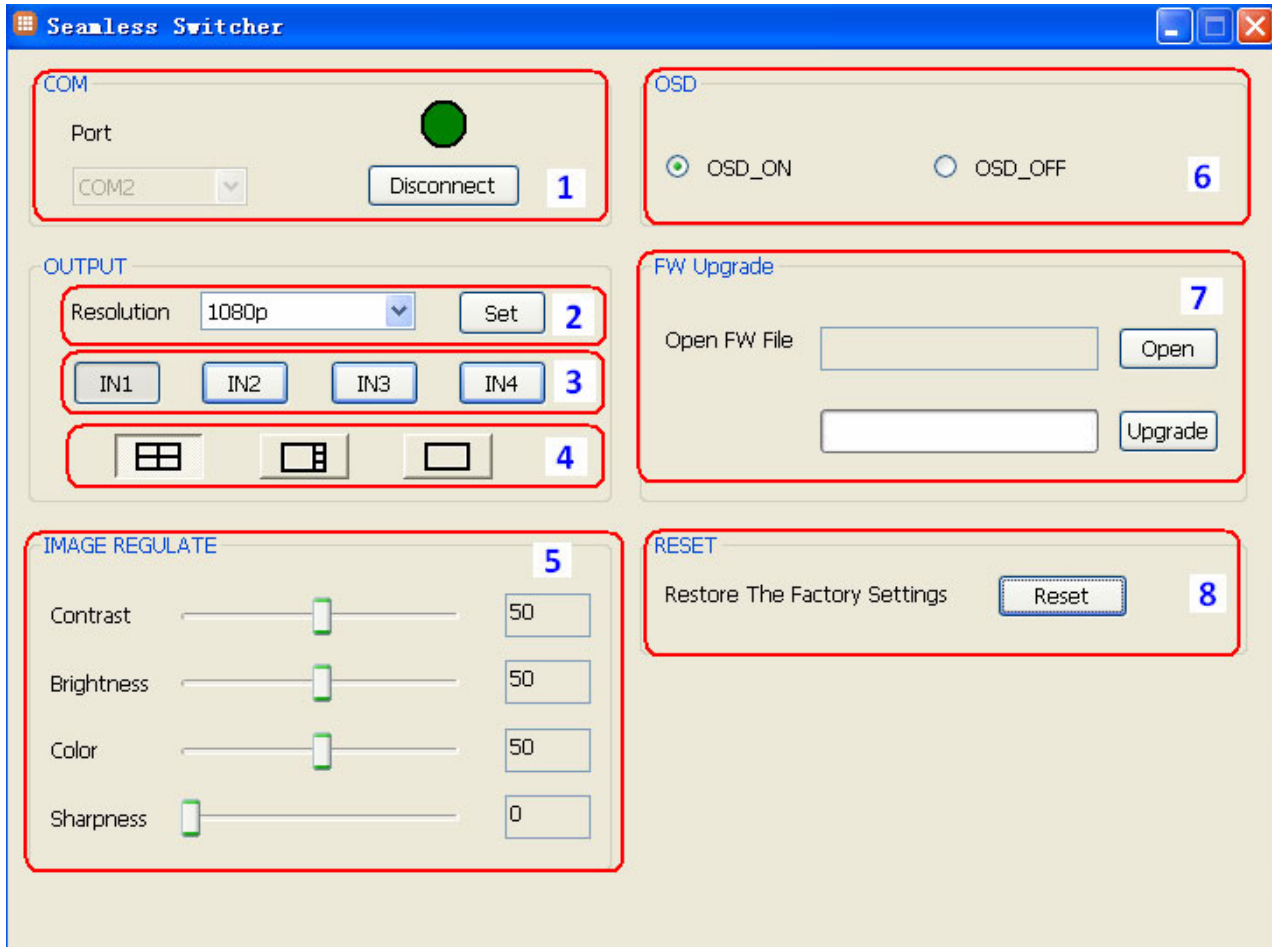 Seamless Switcher
COM
Port
COM2
Disconnect
1
OUTPUT
Resolution
1080p
Set
2
IN1
IN2
IN3
IN4
3
4
IMAGE REGULATE
5
Contrast
50
Brightness
50
Color
50
Sharpness
0
OSD
OSD_ON
OSD_OFF
6
FW Upgrade
7
Open FW File
Open
Upgrade
RESET
Restore The Factory Settings
Reset
8